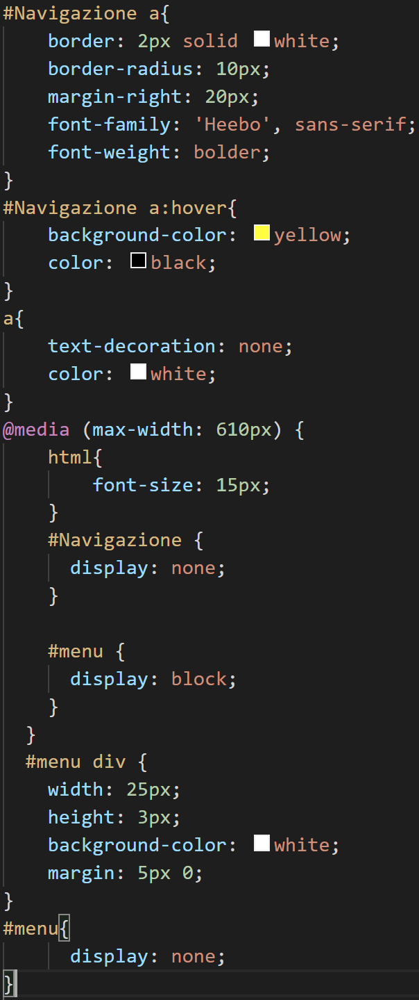 #Navigazione a{
    border: 2px solid white;
    border-radius: 10px;
    margin-right: 20px;
    font-family: 'Heebo', sans-serif;
    font-weight: bolder;
}
#Navigazione a:hover{
    background-color: yellow;
    color: black;
}
a{
    text-decoration: none;
    color: white;
}
@media (max-width: 610px) {
    html{
        font-size: 15px;
    }
    #Navigazione {
      display: none;
    }

    #menu {
      display: block;
    }
  }
  #menu div {
    width: 25px;
    height: 3px;
    background-color: white;
    margin: 5px 0;
}
#menu{
      display: none;
}